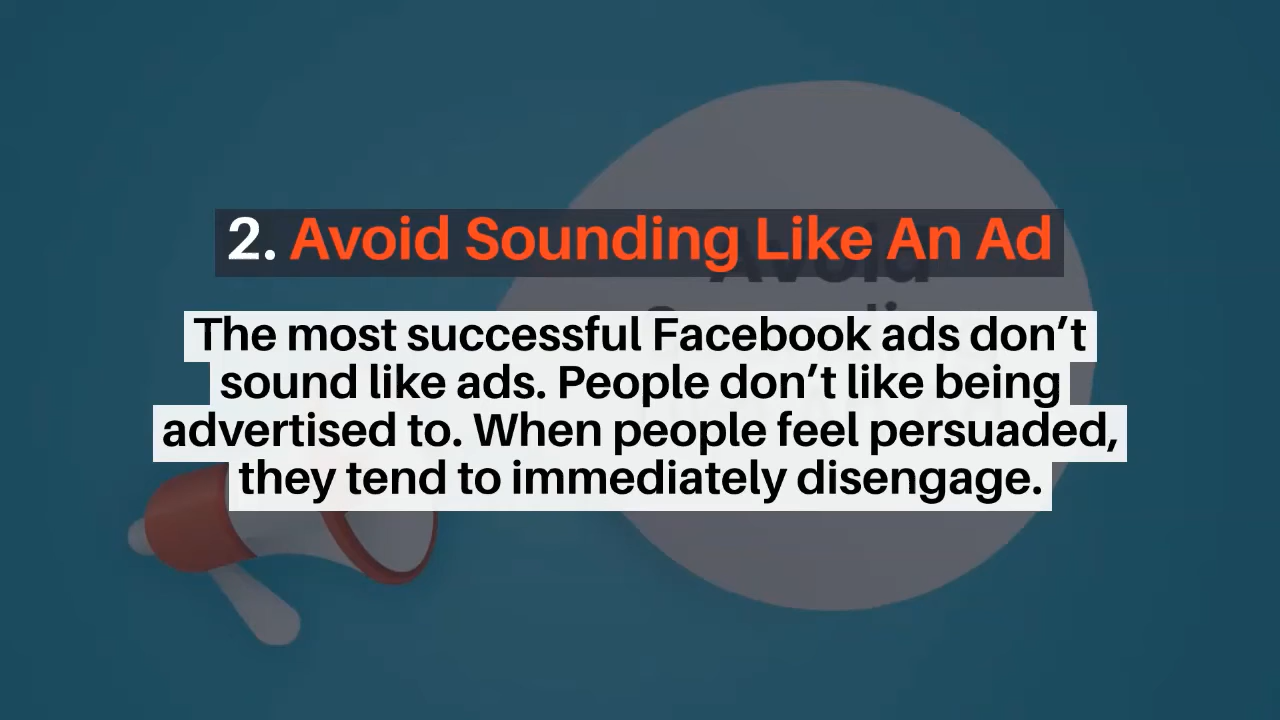 2. Avoid Sounding Like An Ad
Avoid
The most successful Facebook ads don’t
sound like ads. People don’t like being
advertised to. When people feel persuaded,
they tend to immediately disengage.